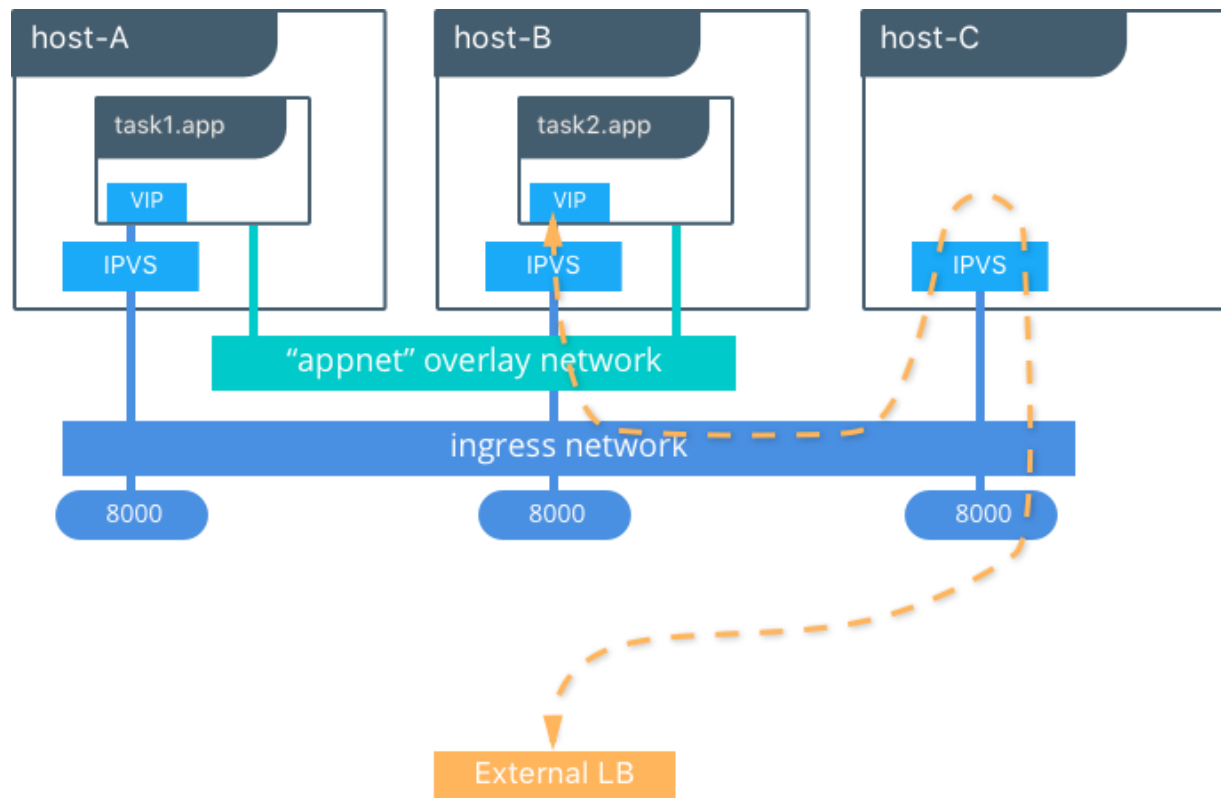 host-A
host-B
host-C
task1.app
task2.app
VIP
VIP
IPVS
IPVS
IPVS
“appnet” overlay network
ingress network
8000
8000
8000
External LB